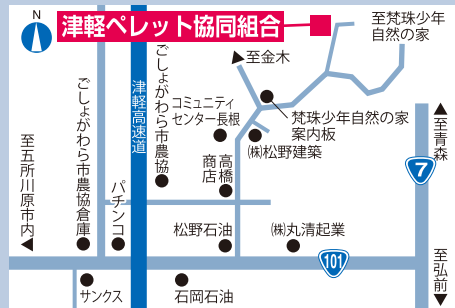 N
津軽ペレット協同組合
至梵珠少年
自然の家
▲至金木
ごしょがわら市農協
津軽高速道
コミュニティ
センター長根
梵珠少年自然の家
案内板
㈱松野建築
▲至青森
7
ごしょがわら市農協倉庫
至五所川原市内▲
パチンコ
高橋
商店
松野石油
㈱丸清起業
101
至弘前▼
サンクス
石岡石油